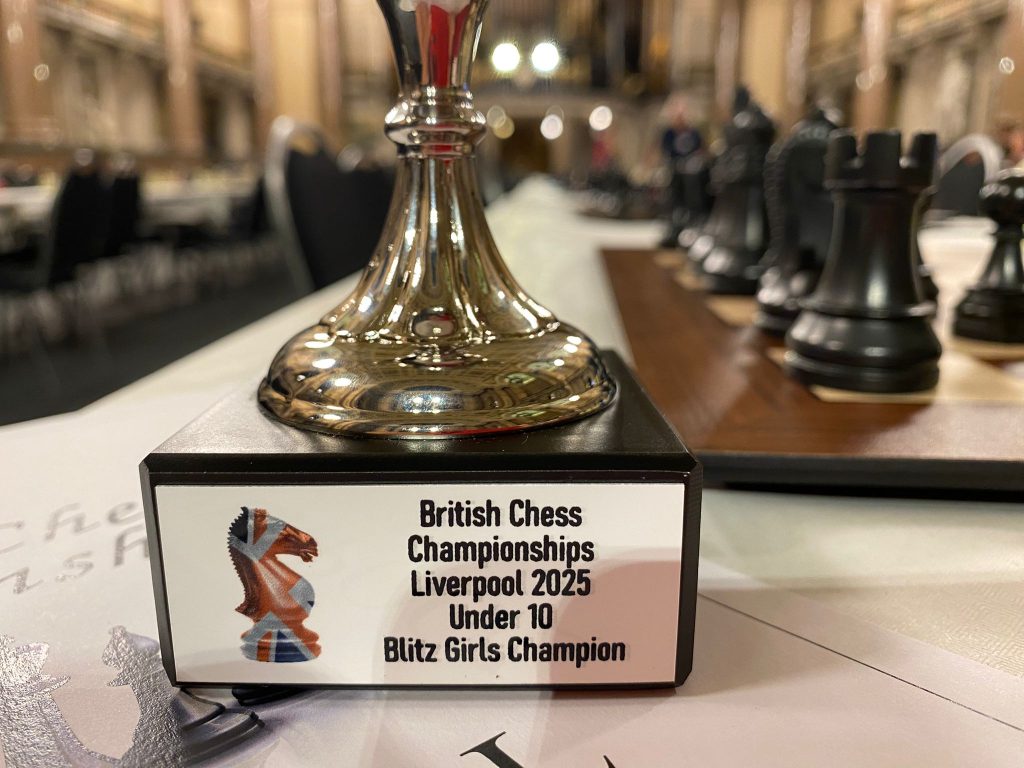 British Chess
Championships
Liverpool 2025
Under 10
Blitz Girls Champion